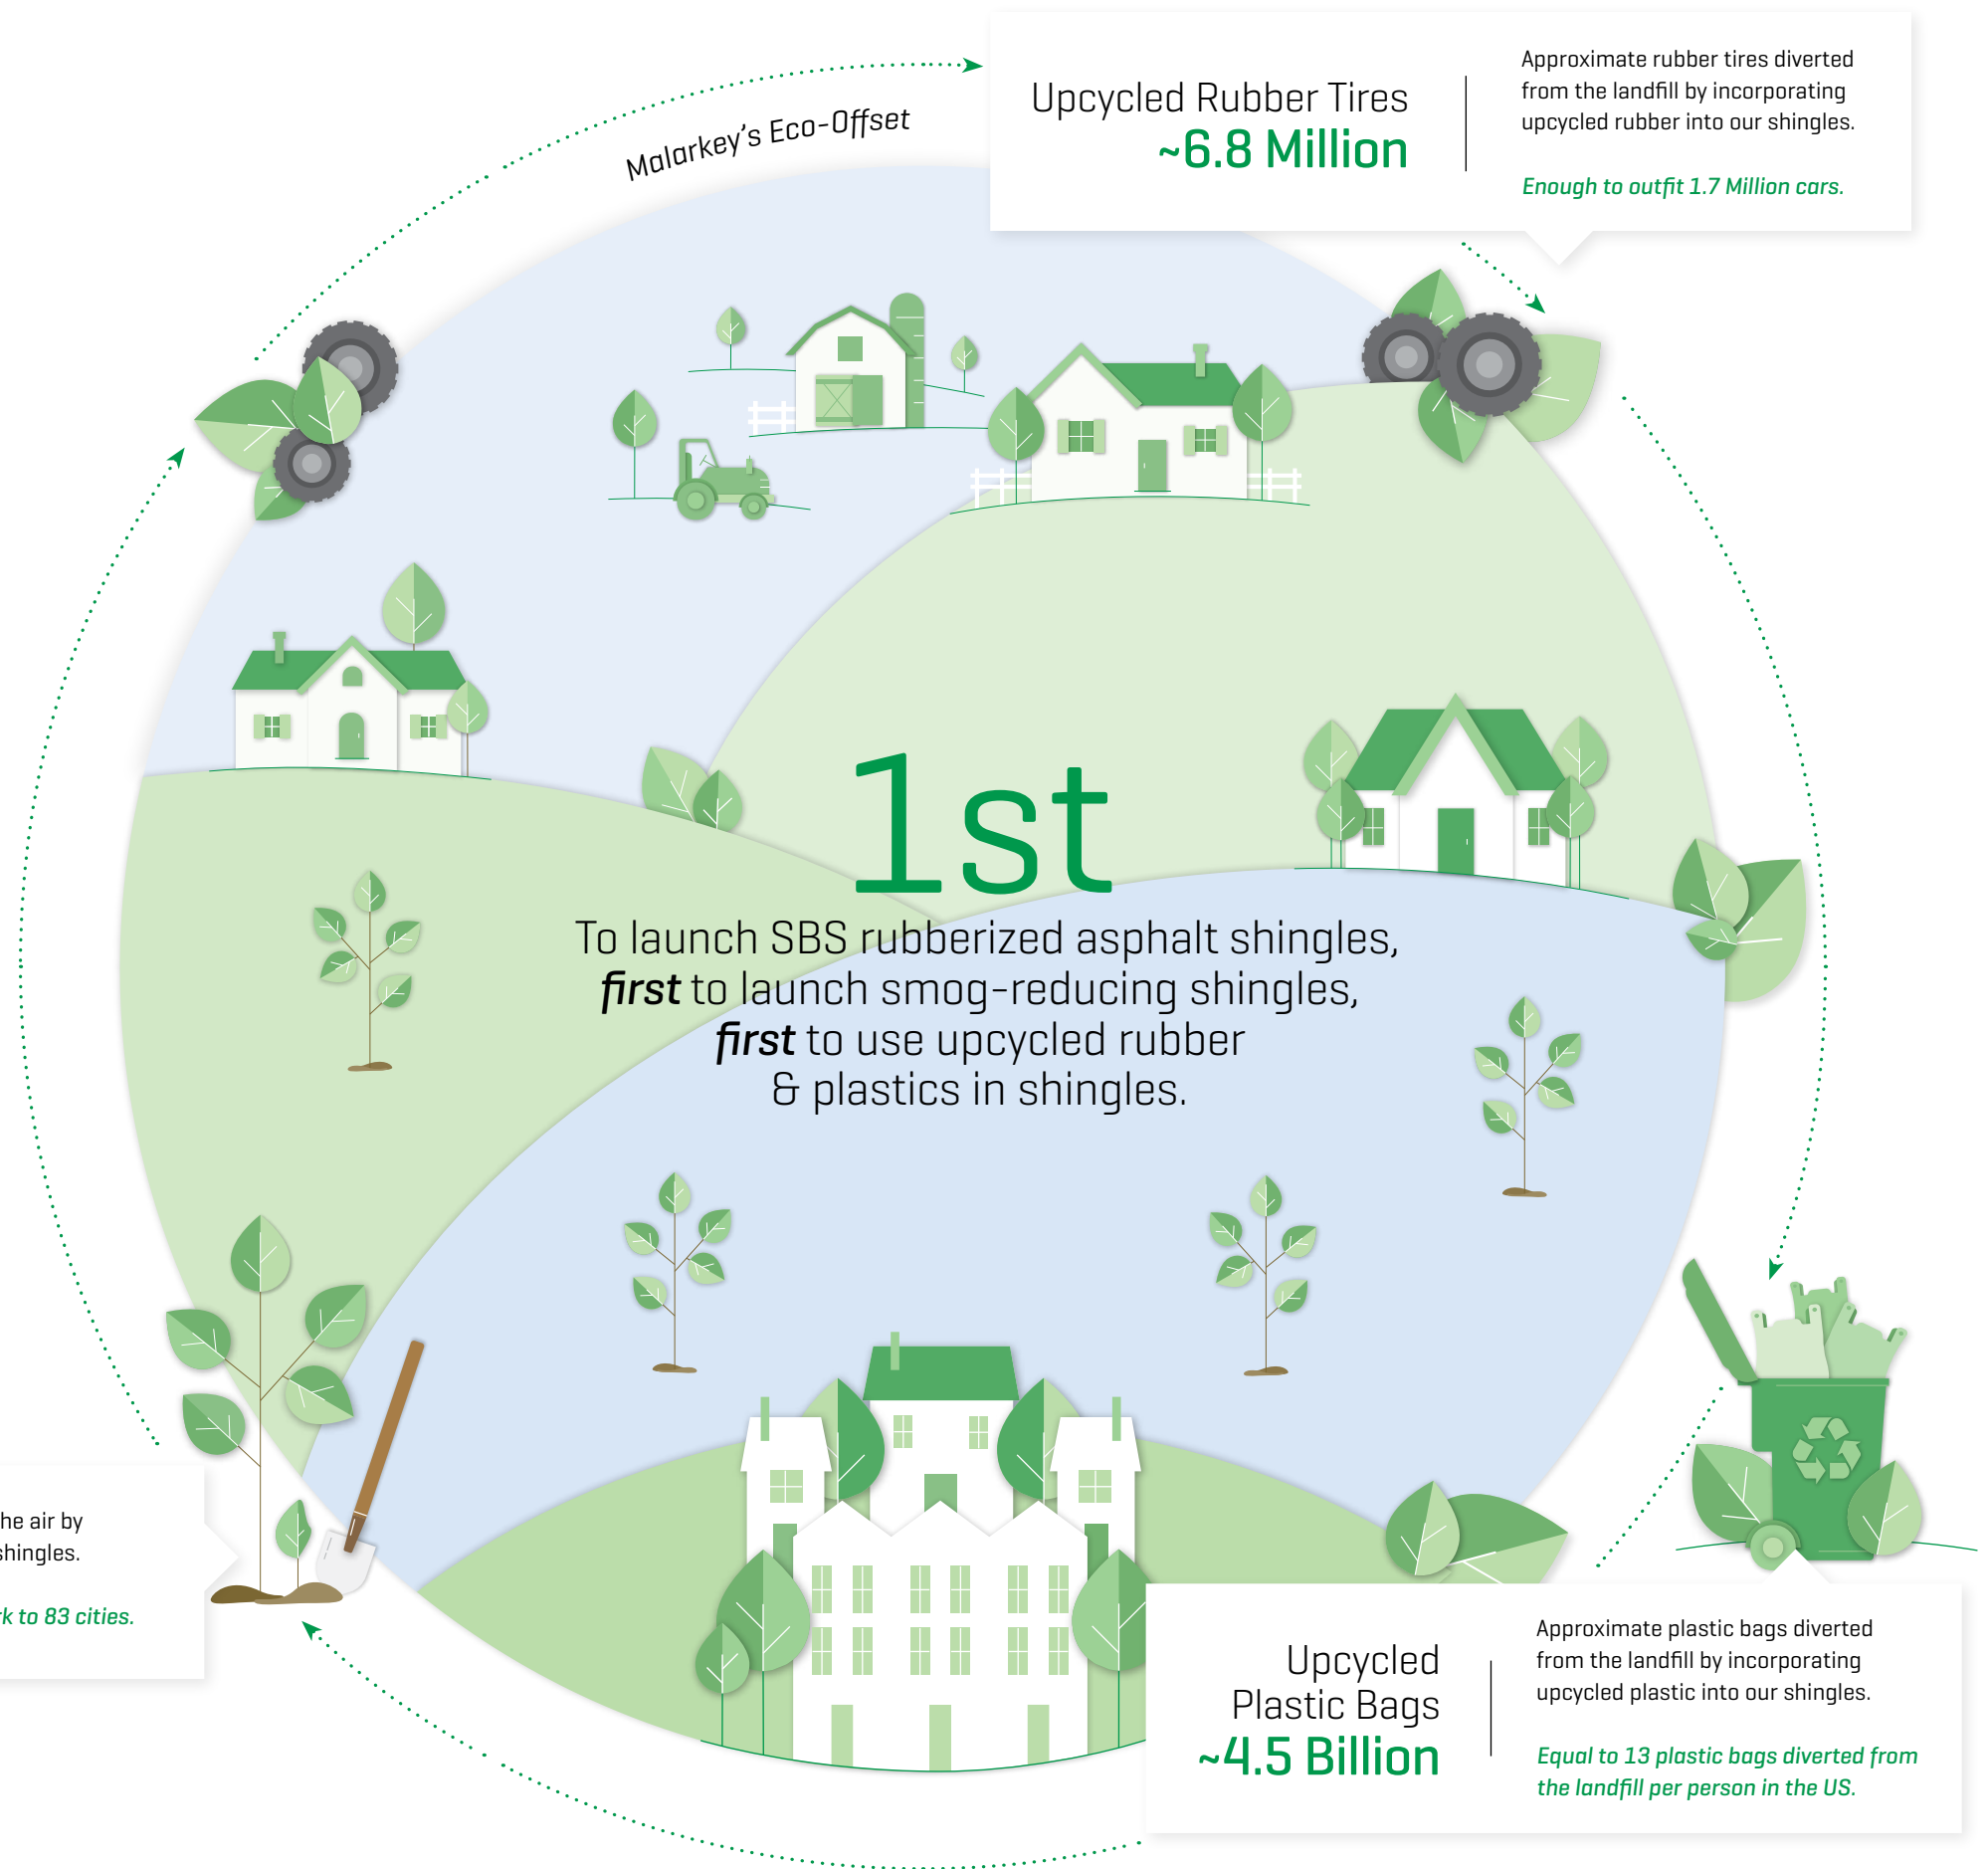 Malarkey's Eco-Offset
Upcycled Rubber Tires
~6.8 Million
Approximate rubber tires diverted
from the landfill by incorporating
upcycled rubber into our shingles.
Enough to outfit 1.7 Million cars.
1st
To launch SBS rubberized asphalt shingles,
first to launch smog-reducing shingles,
first to use upcycled rubber
& plastics in shingles.
air by
shingles.
to 83 cities.
Upcycled
Plastic Bags
~4.5 Billion
Approximate plastic bags diverted
from the landfill by incorporating
upcycled plastic into our shingles.
Equal to 13 plastic bags diverted from
the landfill per person in the US.